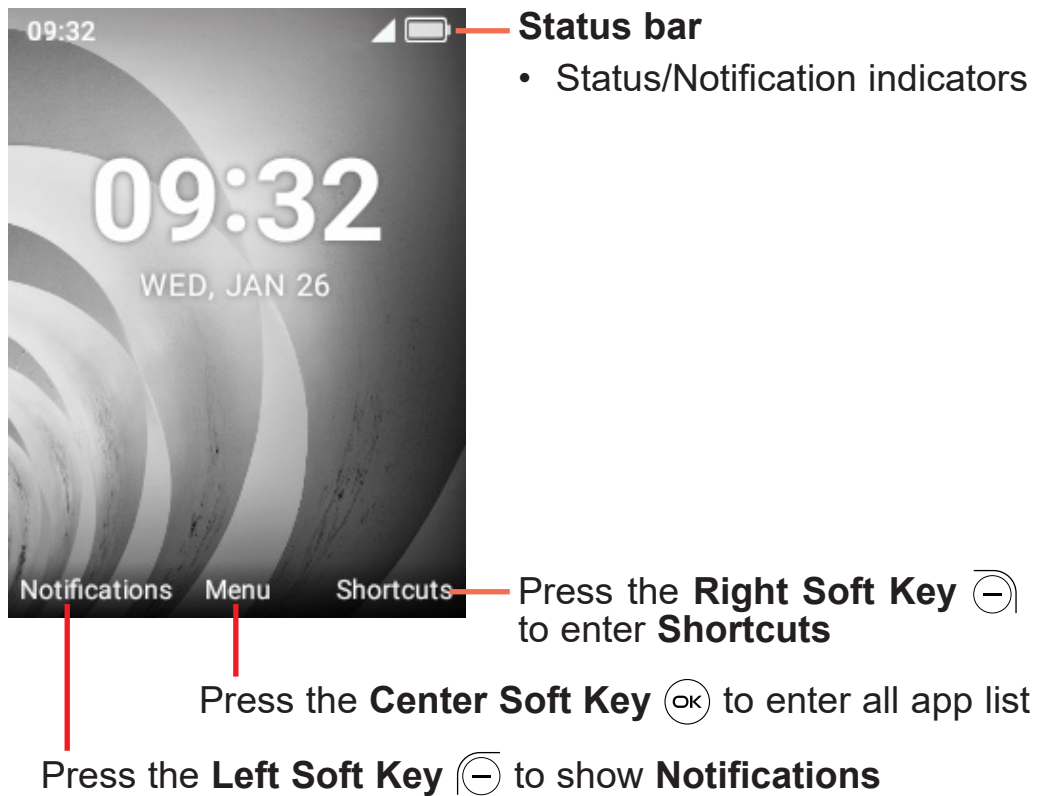 09:32
Status bar
• Status/Notification indicators
09:32
WED, JAN 26
Notifications Menu Shortcuts
Press the Right Soft Key
to enter Shortcuts
Press the Center Soft Key OK to enter all app list
Press the Left Soft Key to show Notifications